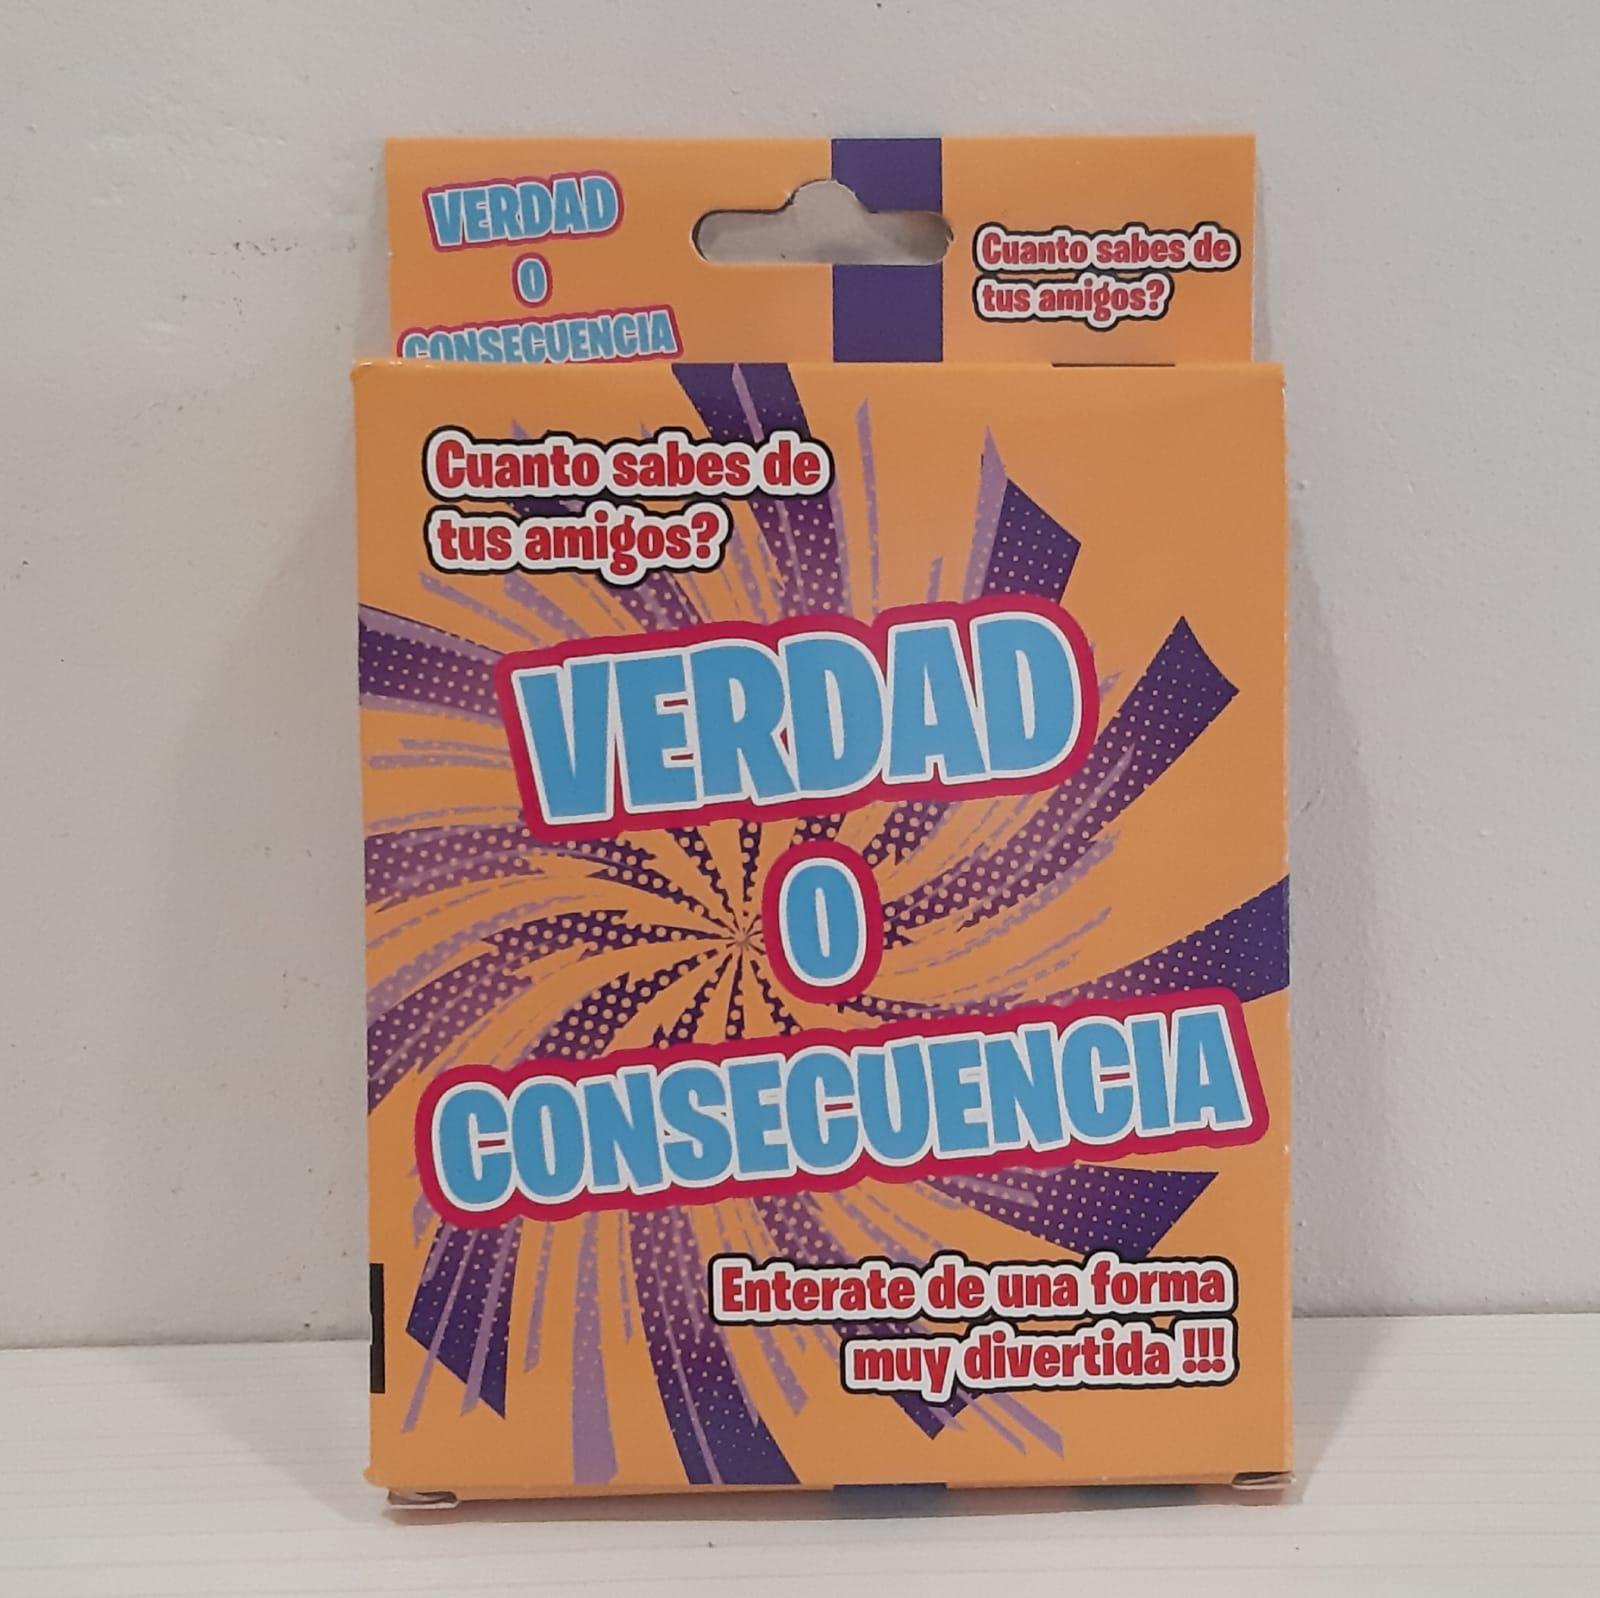 VERDAD
O
CONSECUENCIA
Cuanto sabes de
tus amigos?
Cuanto sabes de
tus amigos?
VERDAD
O
CONSECUENCIA
Enterate de una forma
muy divertida !!!